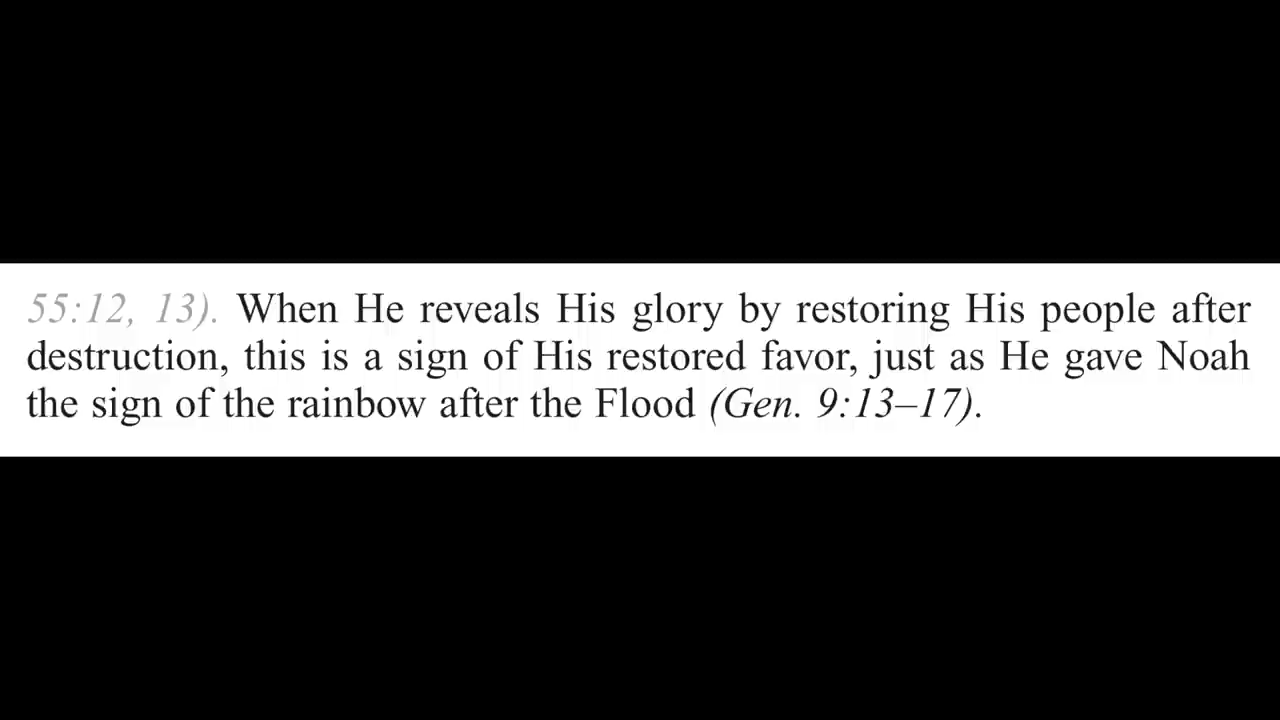 55:12, 13). When He reveals His glory by restoring His people after
destruction, this is a sign of His restored favor, just as He gave Noah
the sign of the rainbow after the Flood (Gen. 9:13–17).